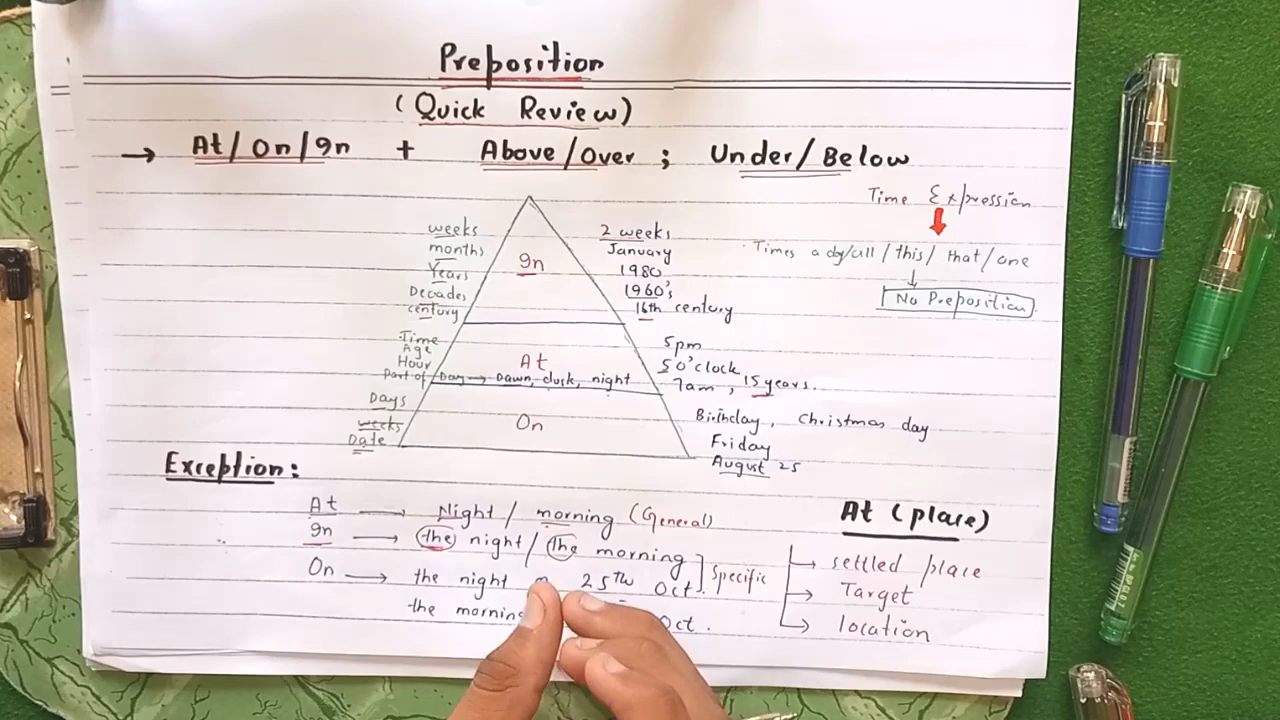 Preposition
(Quick Review)
→ At/On/In + Above/Over ; Under/Below
Time Expression
Times a day/all / this / that / one
No Preposition
weeks
months
Years
Decades
century
In
2 weeks
January
1980
1960's
16th century
Time
Age
Hour
Part of Day → Dawn, dusk, night
At
5pm
50'clock
7am, 15 years.
Days
weeks
Date
On
Birthday, Christmas day
Friday
August 25
Exception:
At → Night / morning (General)
In → (the) night / (the) morning
On → the night 25th Oct.
the Oct.
Specific
At (place)
→ settled place
→ Target
→ location